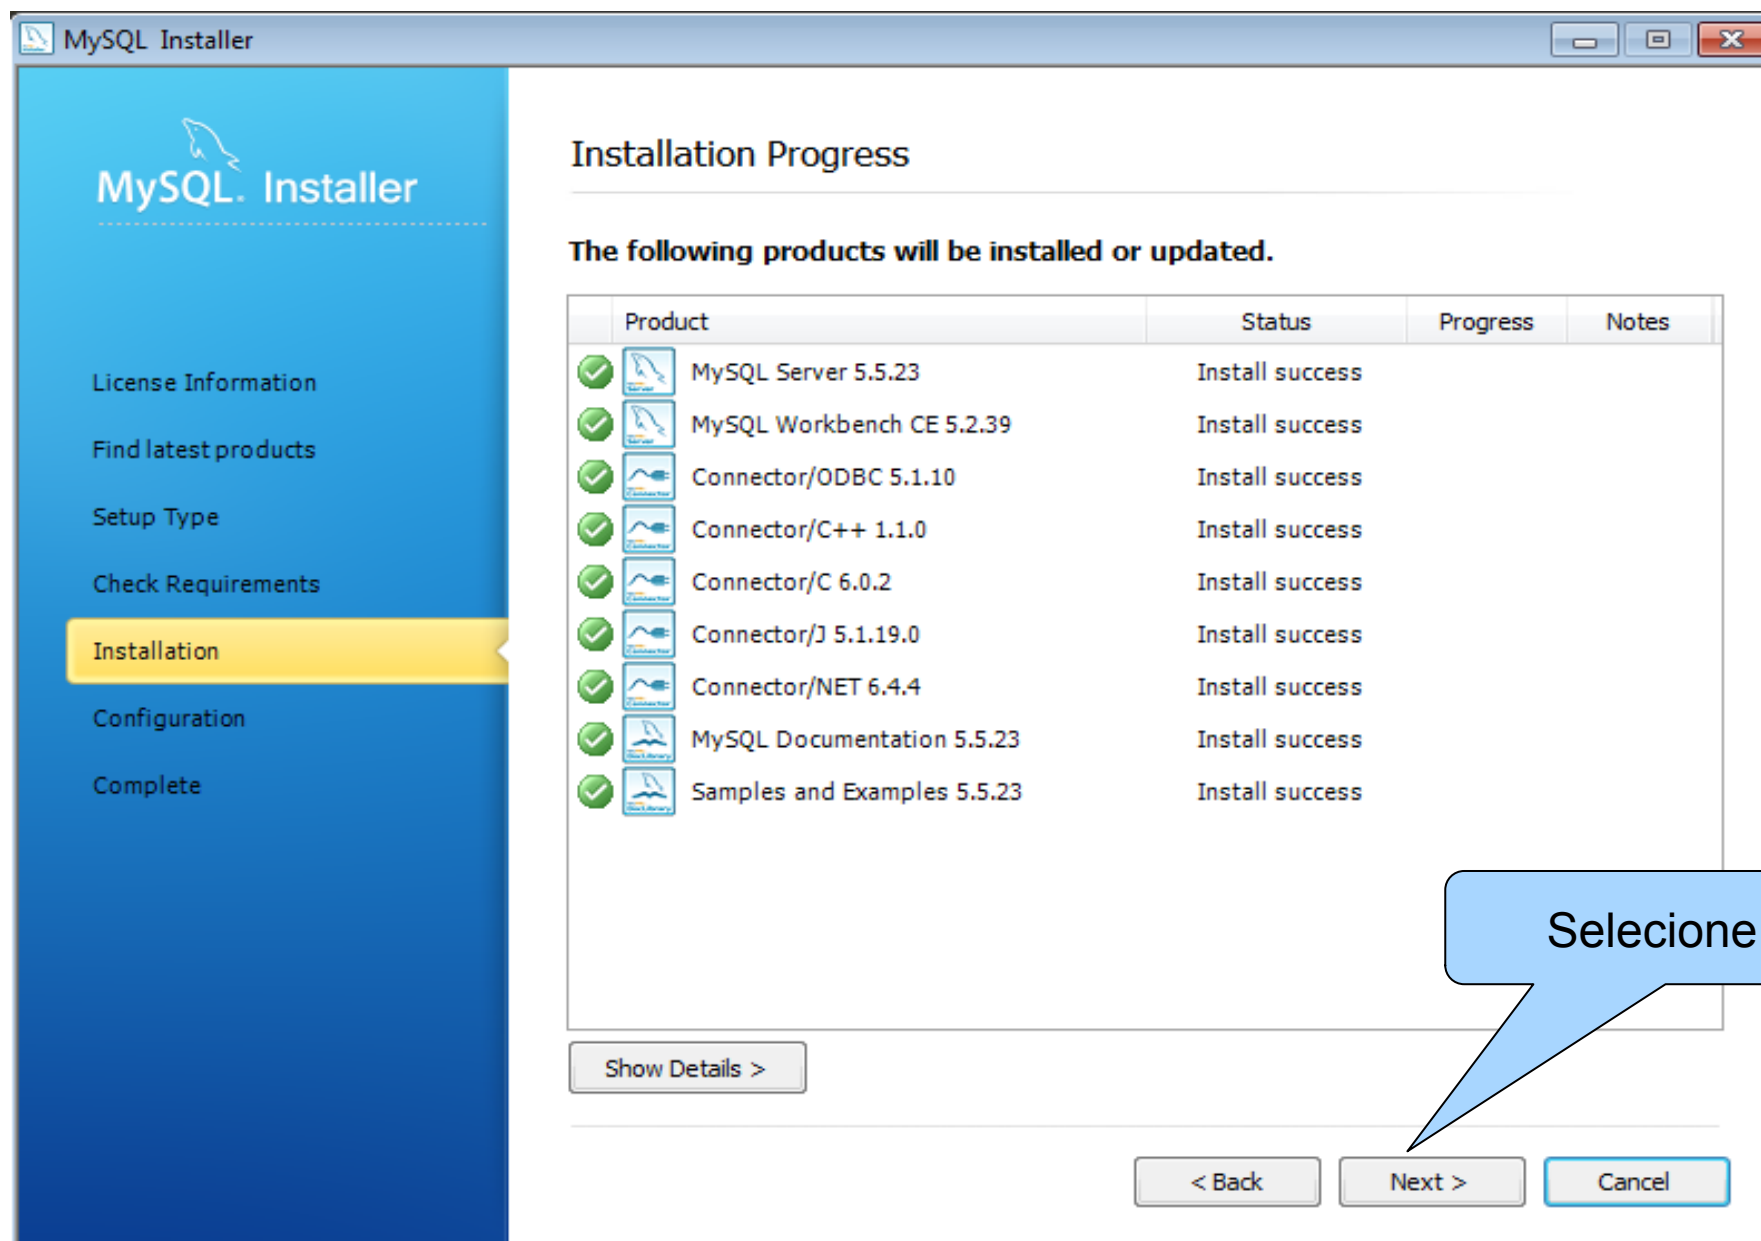 MySQL Installer
MySQL. Installer
License Information
Find latest products
Setup Type
Check Requirements
Installation
Configuration
Complete
Installation Progress
The following products will be installed or updated.
Product Status Progress Notes
MySQL Server 5.5.23 Install success
MySQL Workbench CE 5.2.39 Install success
Connector/ODBC 5.1.10 Install success
Connector/C++ 1.1.0 Install success
Connector/C 6.0.2 Install success
Connector/J 5.1.19.0 Install success
Connector/NET 6.4.4 Install success
MySQL Documentation 5.5.23 Install success
Samples and Examples 5.5.23 Install success
Selecione
Show Details >
< Back Next > Cancel